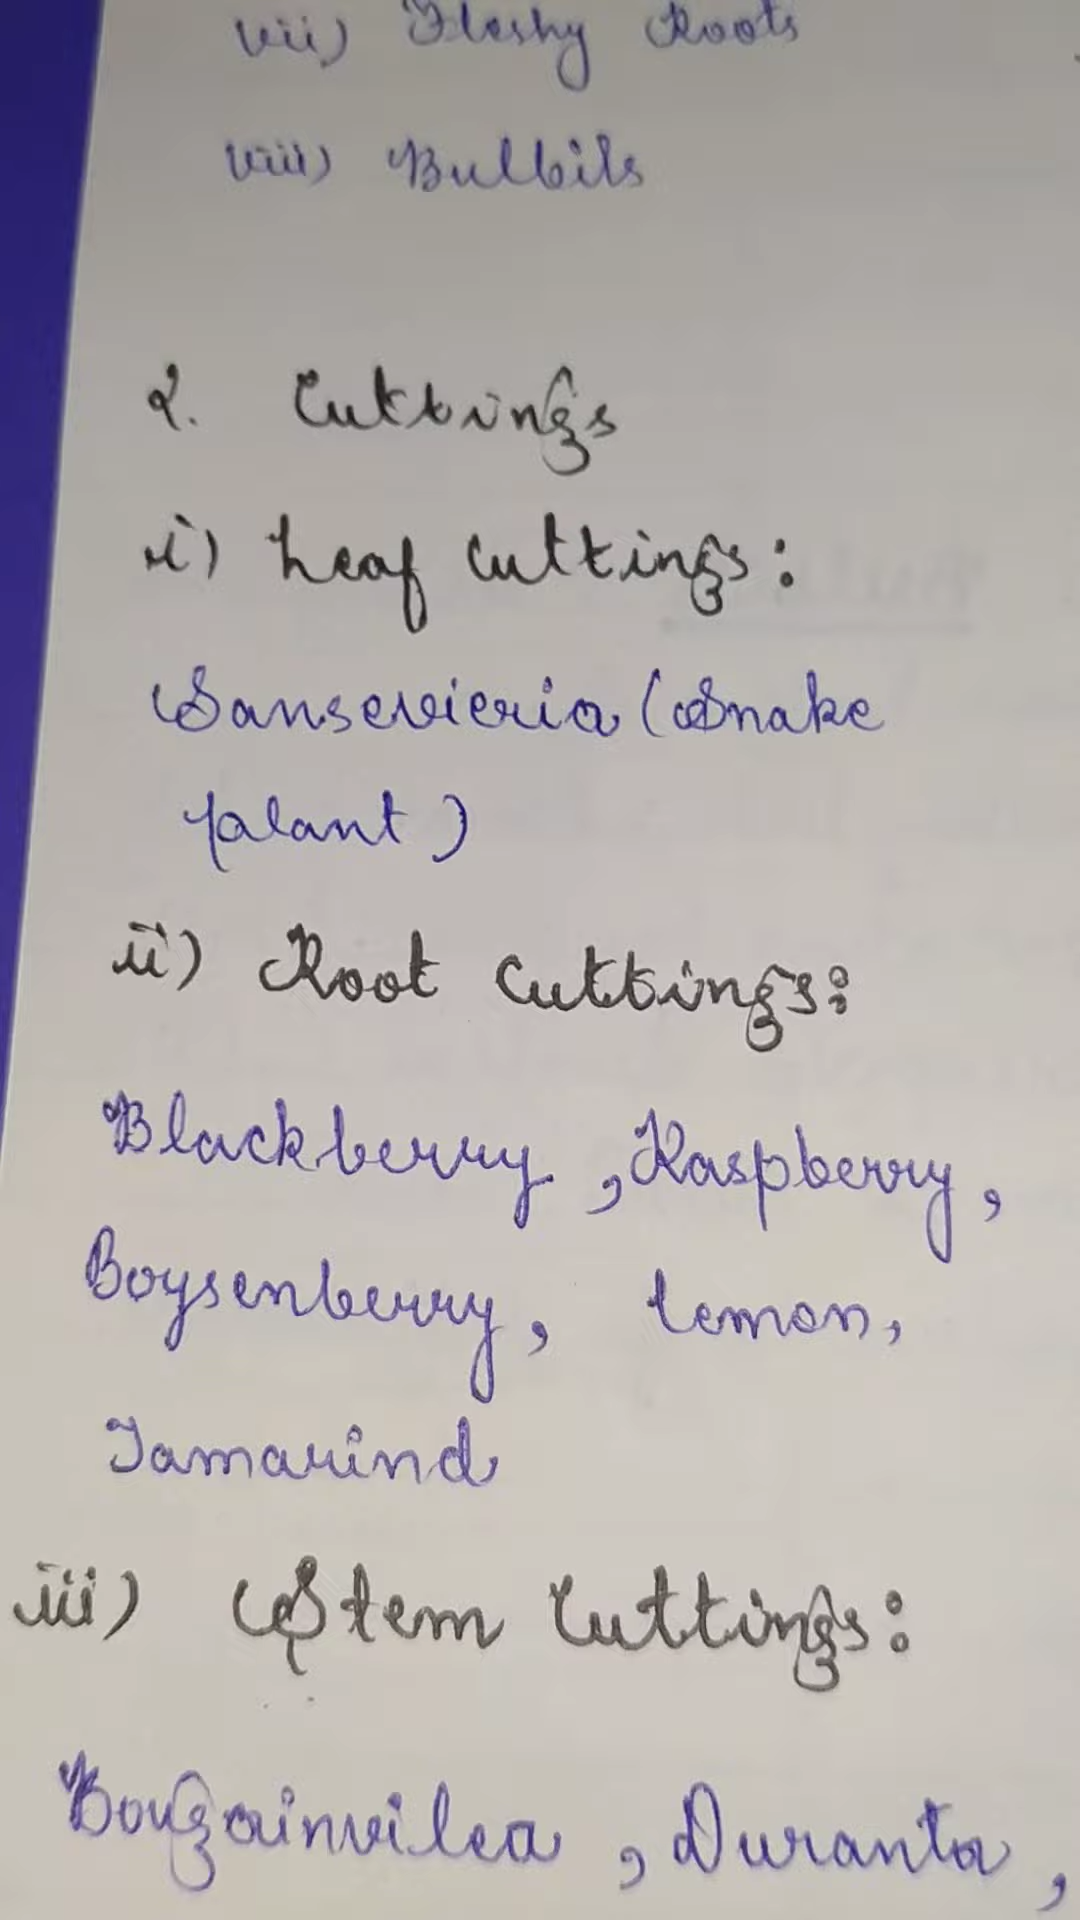 vii) Fleshy Roots
viii) Bulbils
2. Cuttings
i) Leaf cuttings:
Sansevieria (Snake
plant)
ii) Root cuttings:
Blackberry, Raspberry,
Boysenberry, lemon,
Tamarind
iii) Stem Cuttings:
Bougainvilea, Duranta,